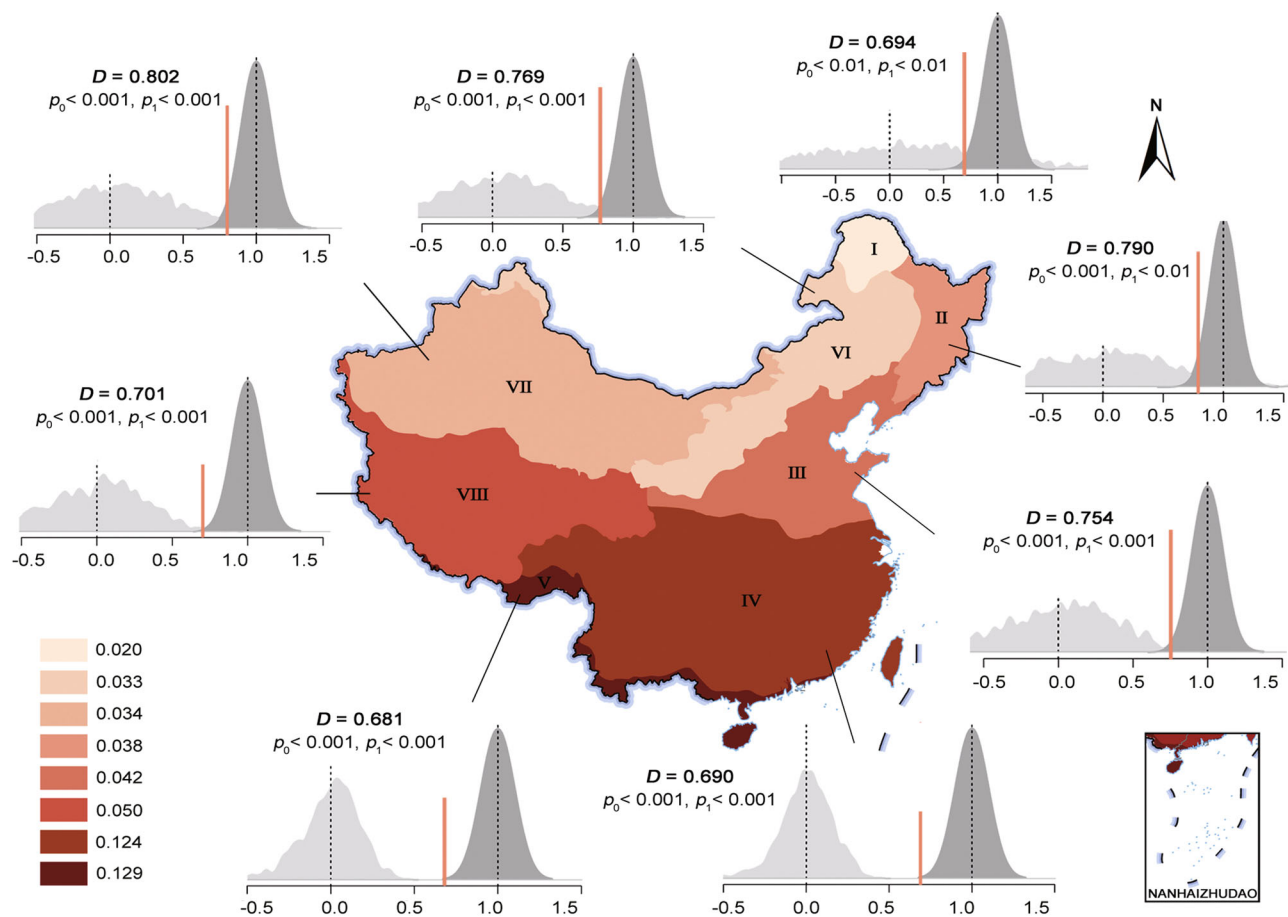 D = 0.802
p0< 0.001, p1< 0.001
-0.5 0.0 0.5 1.0 1.5
D = 0.769
p0< 0.001, p1< 0.001
-0.5 0.0 0.5 1.0 1.5
D = 0.694
p0< 0.01, p1< 0.01
-1.0 0.0 0.5 1.0 1.5
N
D = 0.790
p0< 0.001, p1< 0.01
-0.5 0.0 0.5 1.0 1.5
D = 0.701
p0< 0.001, p1< 0.001
-0.5 0.0 0.5 1.0 1.5
I
II
VI
VII
III
VIII
V
IV
D = 0.754
p0< 0.001, p1< 0.001
-0.5 0.0 0.5 1.0 1.5
0.020
0.033
0.034
0.038
0.042
0.050
0.124
0.129
D = 0.681
p0< 0.001, p1< 0.001
-0.5 0.0 0.5 1.0 1.5
D = 0.690
p0< 0.001, p1< 0.001
-0.5 0.0 0.5 1.0 1.5
NANHAIZHUDAO